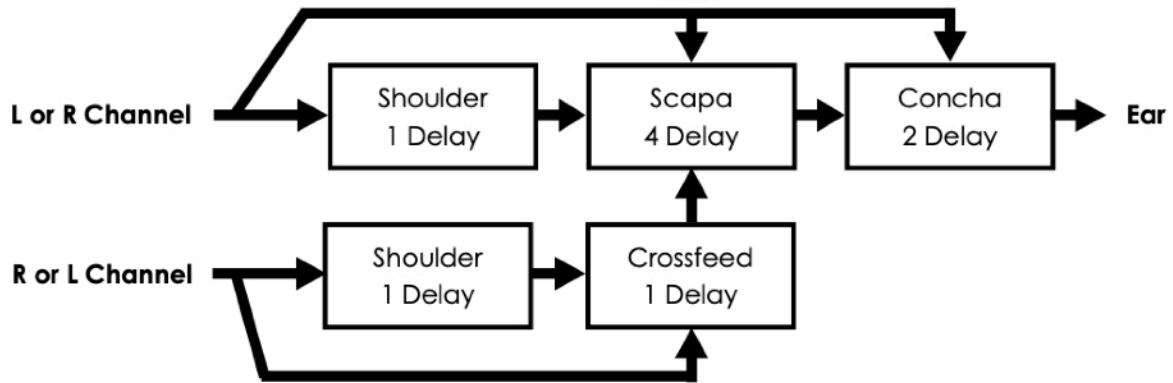 L or R Channel
Shoulder
1 Delay
Scapa
4 Delay
Concha
2 Delay
Ear
R or L Channel
Shoulder
1 Delay
Crossfeed
1 Delay